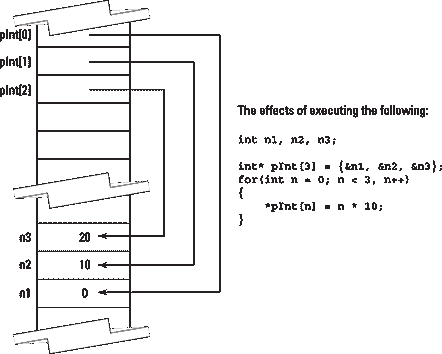 pInt[0]
pInt[1]
pInt[2]
n3 20
n2 10
n1 0
The effects of executing the following:
int n1, n2, n3;
int* pInt[3] = {&n1, &n2, &n3};
for(int n = 0; n < 3, n++)
{
*pInt[n] = n * 10;
}